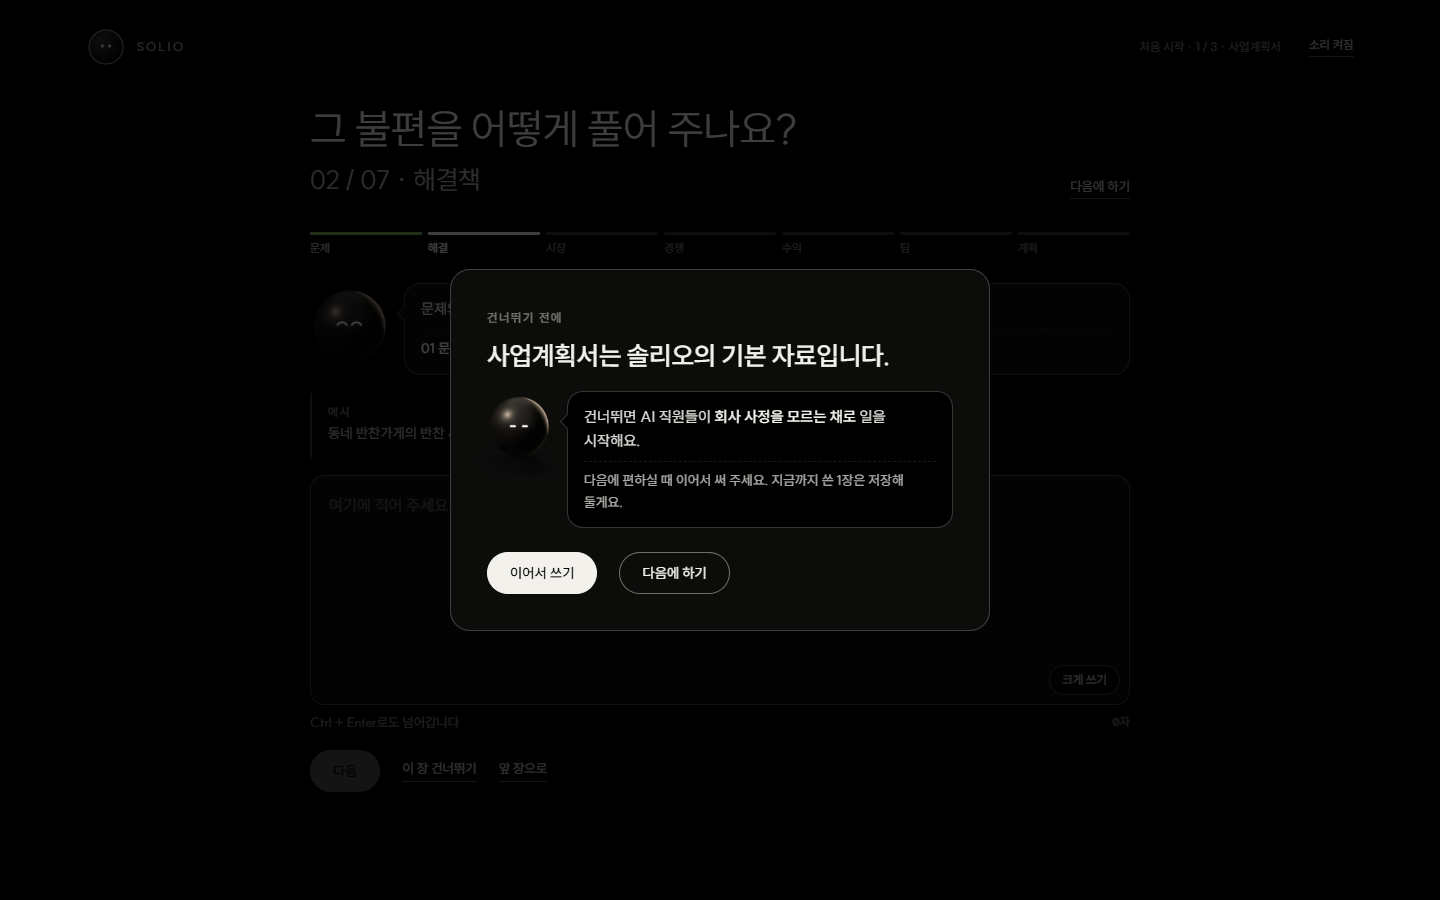 SOLIO
처음 시작 · 1 / 3 · 사업계획서
소리 켜짐
그 불편을 어떻게 풀어 주나요?
02 / 07 · 해결책
다음에 하기
문제
해결
시장
경쟁
수익
팀
계획
01 문
예시
동네 반찬가게의 반찬
건너뛰기 전에
사업계획서는 솔리오의 기본 자료입니다.
건너뛰면 AI 직원들이 회사 사정을 모르는 채로 일을
시작해요.
다음에 편하실 때 이어서 써 주세요. 지금까지 쓴 1장은 저장해
둘게요.
이어서 쓰기
다음에 하기
여기에 적어 주세요
크게 쓰기
Ctrl + Enter로도 넘어갑니다
0자
다음
이 장 건너뛰기
앞 장으로